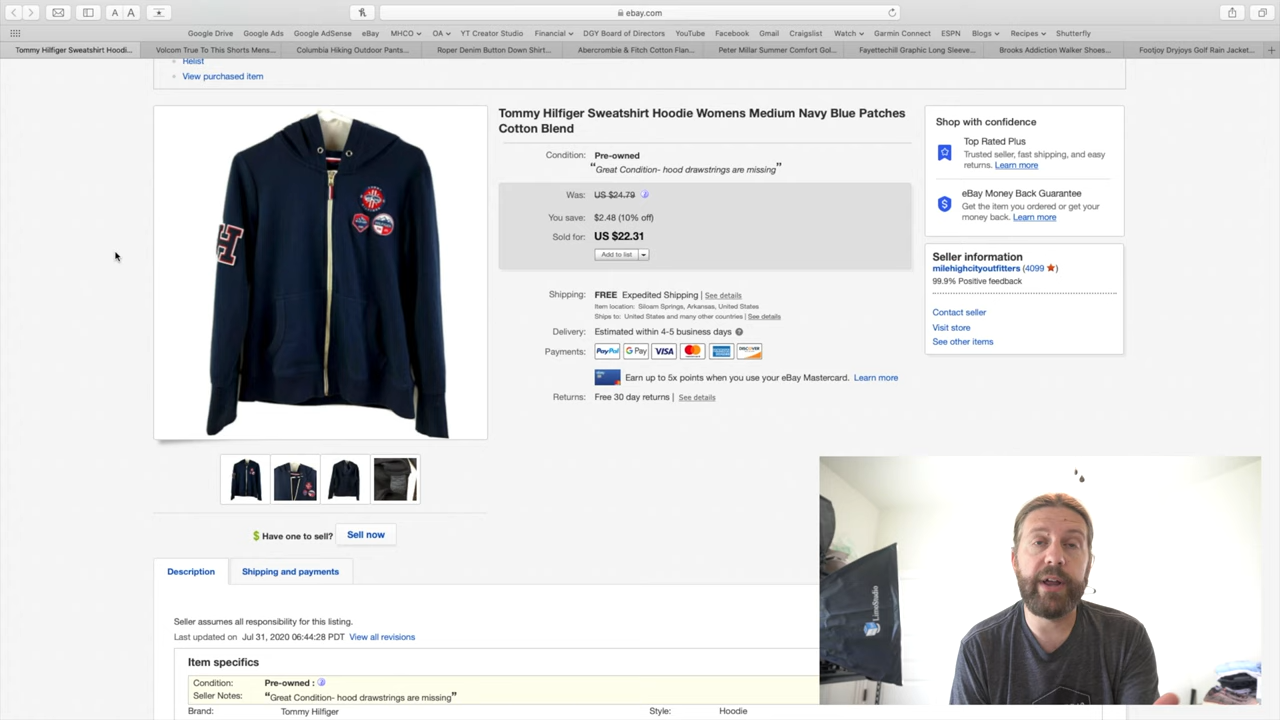 ebay.com
Google Drive Google Ads Google AdSense eBay MHCO OA YT Creator Studio Financial DGY Board of Directors YouTube Facebook Gmail Craigslist Watch Garmin Connect ESPN Blogs Recipes Shutterfly
Tommy Hilfiger Sweatshirt Hoodi... Volcom True To This Shorts Mens... Columbia Hiking Outdoor Pants... Roper Denim Button Down Shirt... Abercrombie & Fitch Cotton Flan... Peter Millar Summer Comfort Gol... Fayettechill Graphic Long Sleeve... Brooks Addiction Walker Shoes... Footjoy Dryjoys Golf Rain Jacket...
Relist
View purchased item
Tommy Hilfiger Sweatshirt Hoodie Womens Medium Navy Blue Patches
Cotton Blend
Condition: Pre-owned
“Great Condition- hood drawstrings are missing”
Was: US $24.79
You save: $2.48 (10% off)
Sold for: US $22.31
Add to list
Shipping: FREE Expedited Shipping | See details
Item location: Siloam Springs, Arkansas, United States
Ships to: United States and many other countries | See details
Delivery: Estimated within 4-5 business days
Payments: PayPal G Pay VISA DISCOVER
Earn up to 5x points when you use your eBay Mastercard. Learn more
Returns: Free 30 day returns | See details
Shop with confidence
Top Rated Plus
Trusted seller, fast shipping, and easy
returns. Learn more
eBay Money Back Guarantee
Get the item you ordered or get your
money back. Learn more
Seller information
milehighcityoutfitters (4099 )
99.9% Positive feedback
Contact seller
Visit store
See other items
H
Have one to sell? Sell now
Description Shipping and payments
Seller assumes all responsibility for this listing.
Last updated on Jul 31, 2020 06:44:28 PDT View all revisions
Item specifics
Condition: Pre-owned :
Seller Notes: “Great Condition- hood drawstrings are missing”
Brand: Tommy Hilfiger Style: Hoodie
LimoStudio